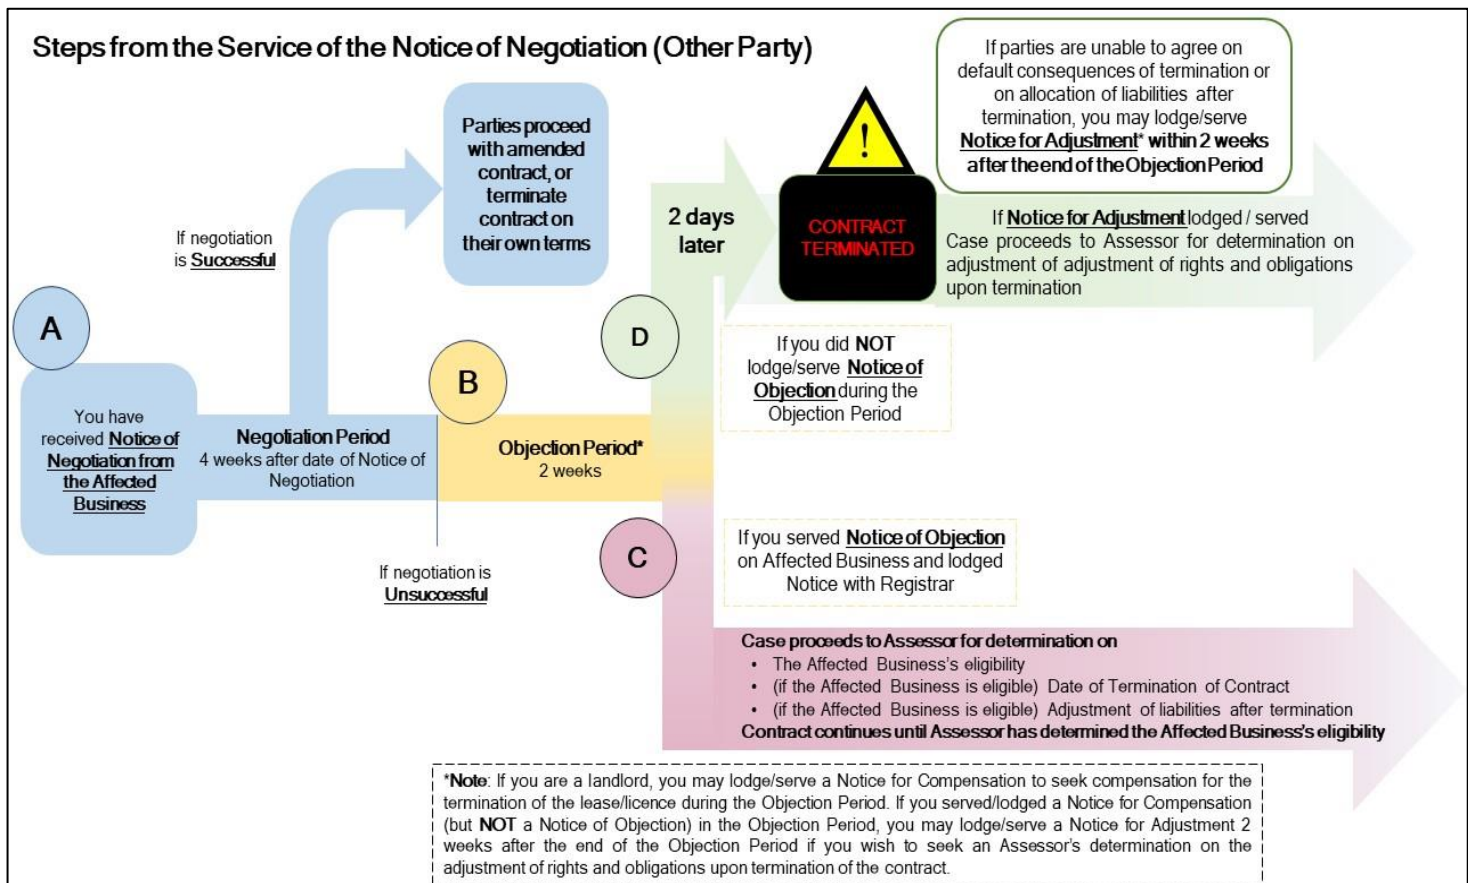 Steps from the Service of the Notice of Negotiation (Other Party)
If parties are unable to agree on
default consequences of termination or
on allocation of liabilities after
termination, you may lodge/serve
Notice for Adjustment* within 2 weeks
after the end of the Objection Period
Parties proceed
with amended
contract, or
terminate
contract on
their own terms
!
2 days
later
CONTRACT
TERMINATED
If Notice for Adjustment lodged / served
Case proceeds to Assessor for determination on
adjustment of adjustment of rights and obligations
upon termination
If negotiation
is Successful
A
D
If you did NOT
lodge/serve Notice of
Objection during the
Objection Period
B
You have
received Notice of
Negotiation from
the Affected
Business
Negotiation Period
4 weeks after date of Notice of
Negotiation
Objection Period*
2 weeks
C
If you served Notice of Objection
on Affected Business and lodged
Notice with Registrar
If negotiation is
Unsuccessful
Case proceeds to Assessor for determination on
• The Affected Business's eligibility
• (if the Affected Business is eligible) Date of Termination of Contract
• (if the Affected Business is eligible) Adjustment of liabilities after termination
Contract continues until Assessor has determined the Affected Business's eligibility
*Note: If you are a landlord, you may lodge/serve a Notice for Compensation to seek compensation for the
termination of the lease/licence during the Objection Period. If you served/lodged a Notice for Compensation
(but NOT a Notice of Objection) in the Objection Period, you may lodge/serve a Notice for Adjustment 2
weeks after the end of the Objection Period if you wish to seek an Assessor's determination on the
adjustment of rights and obligations upon termination of the contract.